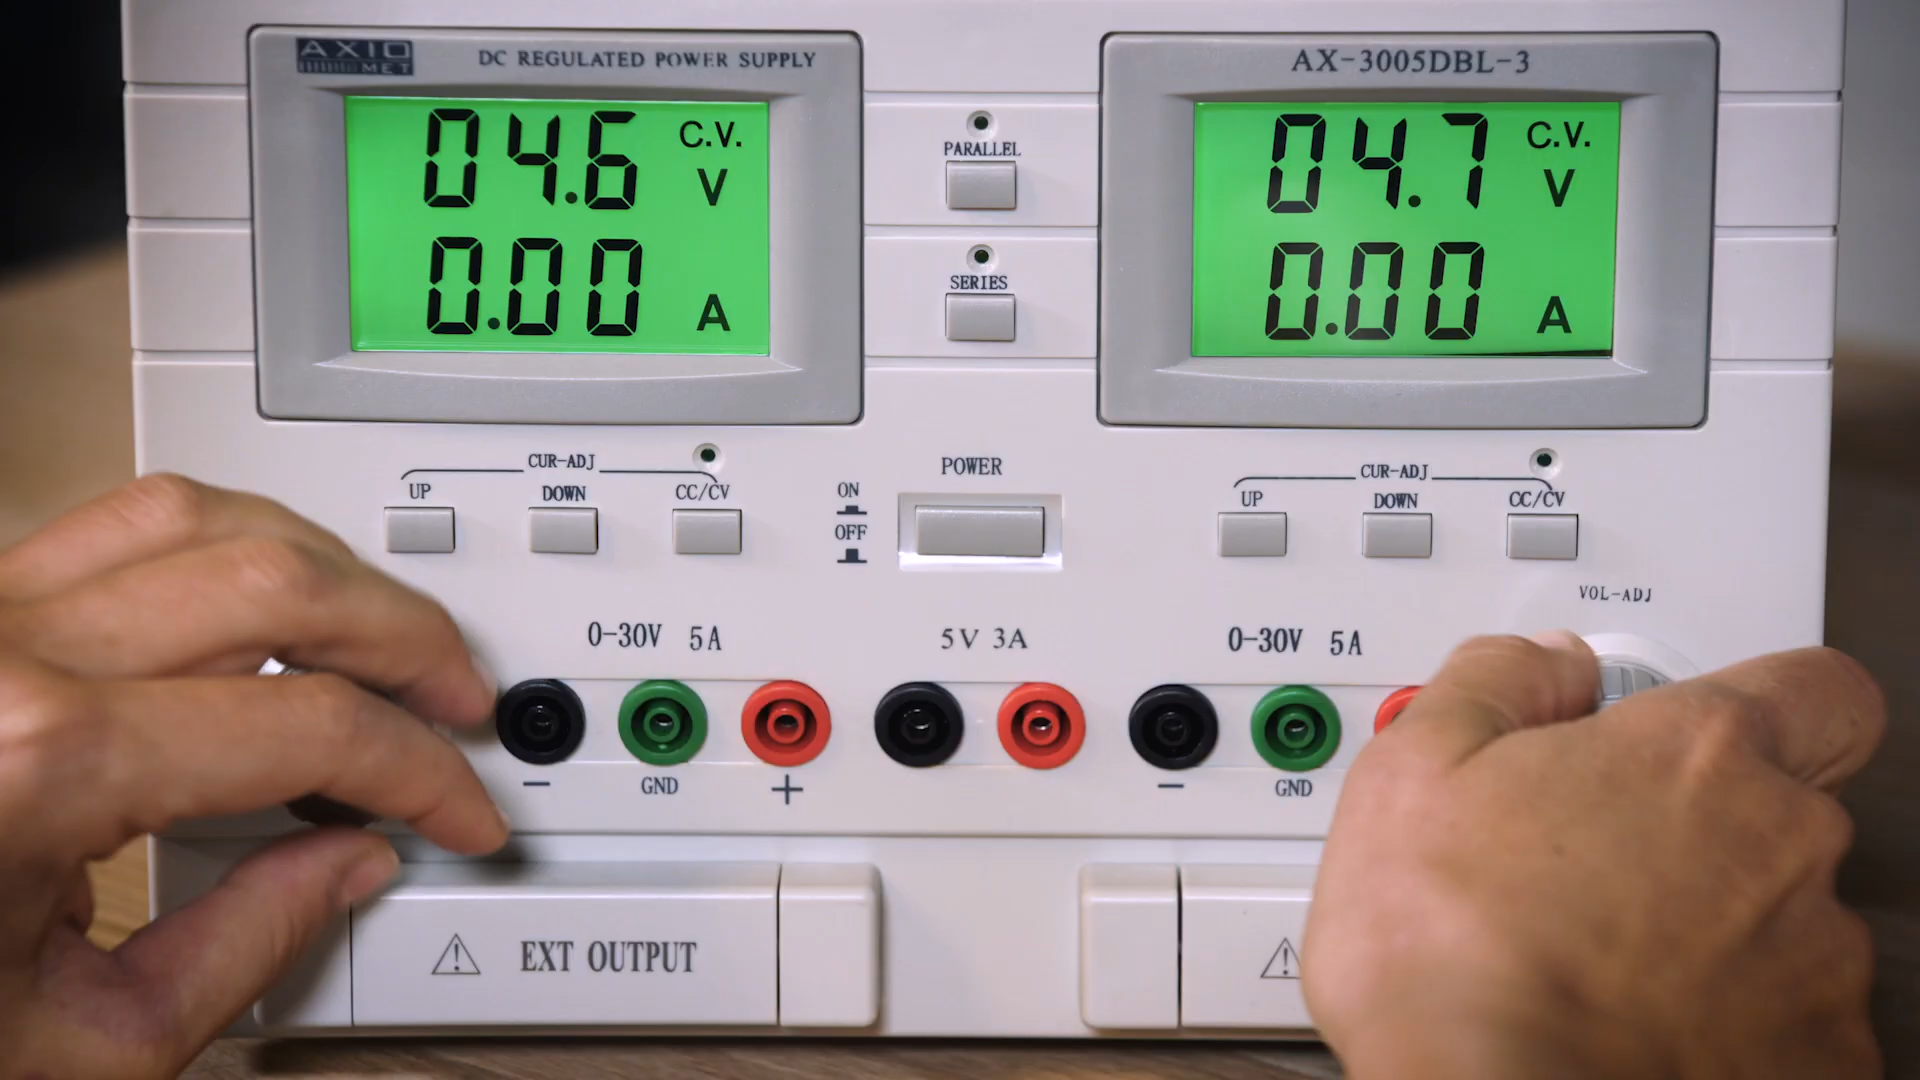 AXIO
MET
DC REGULATED POWER SUPPLY
04.6 C.V.
V
0.00 A
PARALLEL
SERIES
AX-3005DBL-3
04.7 C.V.
V
0.00 A
CUR-ADJ
UP DOWN CC/CV
POWER
ON
OFF
CUR-ADJ
UP DOWN CC/CV
VOL-ADJ
0-30V 5A
5V 3A
0-30V 5A
− GND +
− GND
EXT OUTPUT